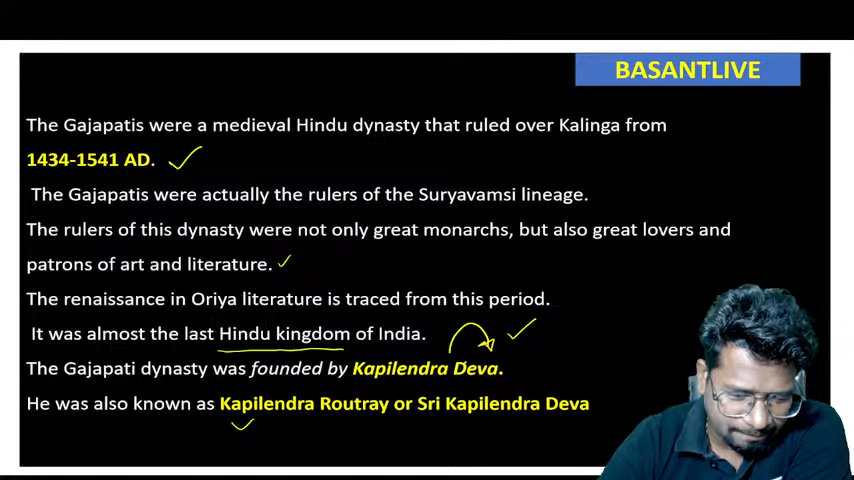 BASANTLIVE
The Gajapatis were a medieval Hindu dynasty that ruled over Kalinga from
1434-1541 AD.
The Gajapatis were actually the rulers of the Suryavamsi lineage.
The rulers of this dynasty were not only great monarchs, but also great lovers and
patrons of art and literature.
The renaissance in Oriya literature is traced from this period.
It was almost the last Hindu kingdom of India.
The Gajapati dynasty was founded by Kapilendra Deva.
He was also known as Kapilendra Routray or Sri Kapilendra Deva